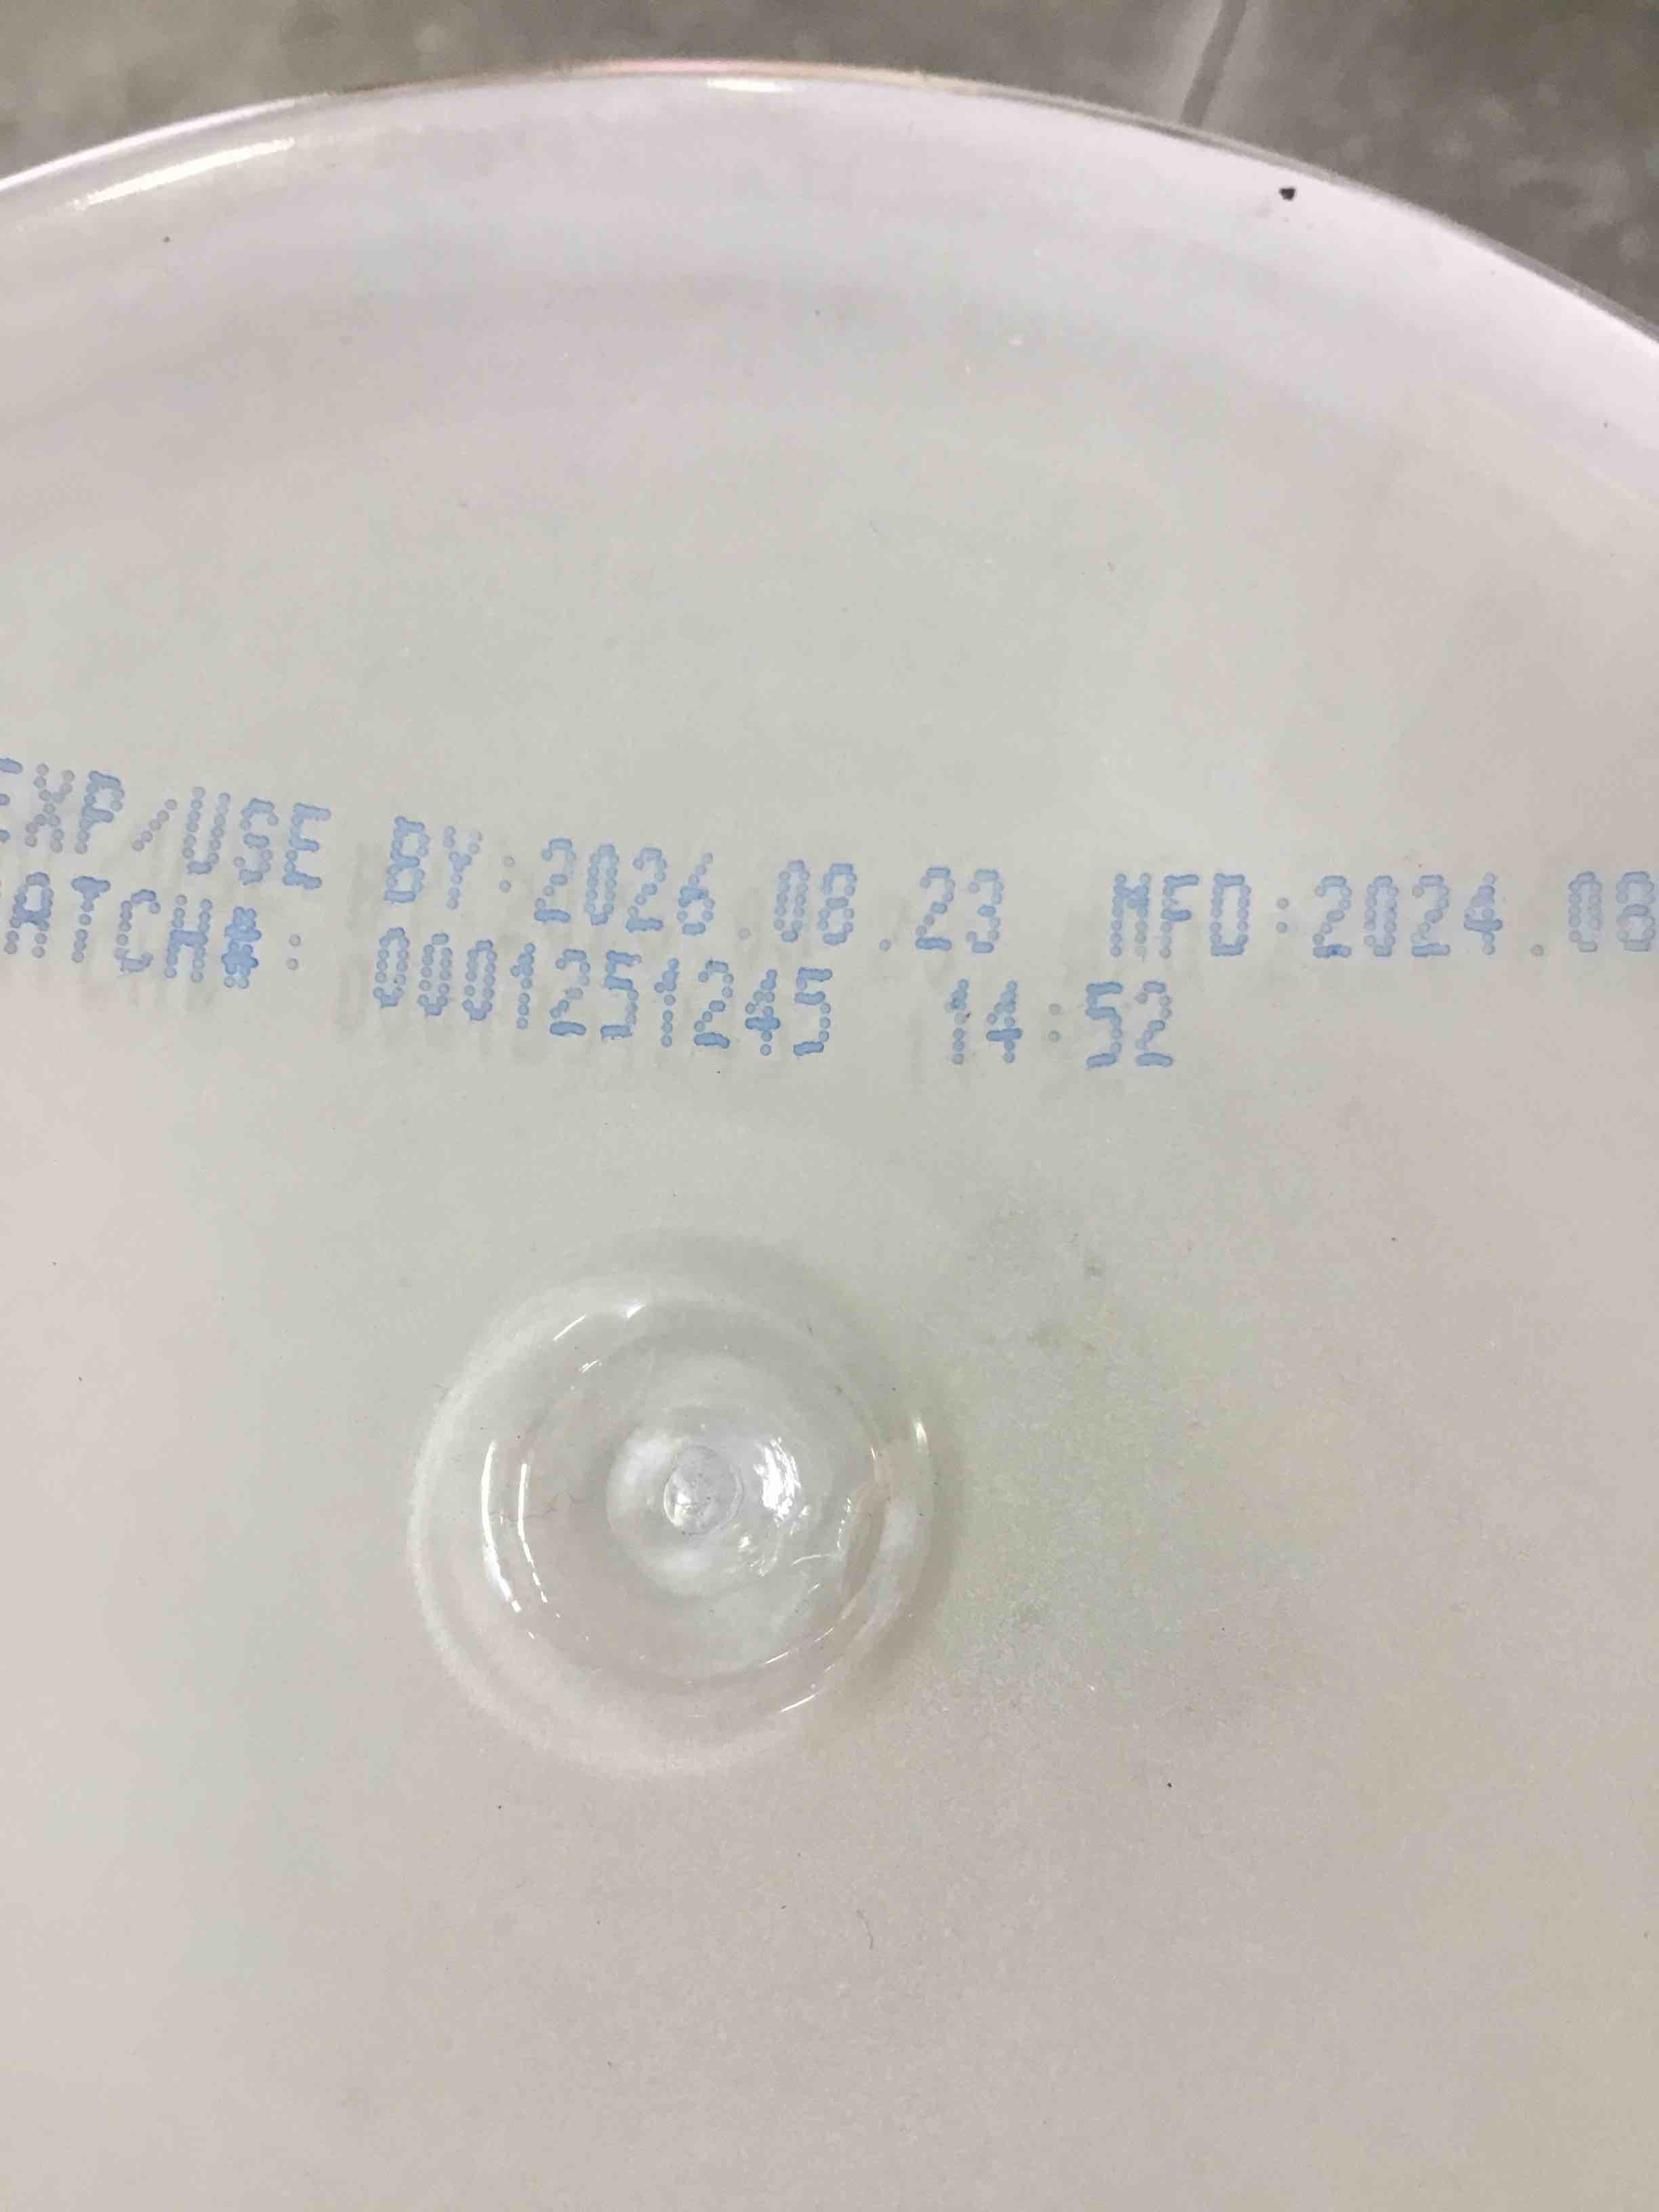 EXP/USE BY:2026.08.23 MFD:2024.08
ATCH#: 0001251245 14:52